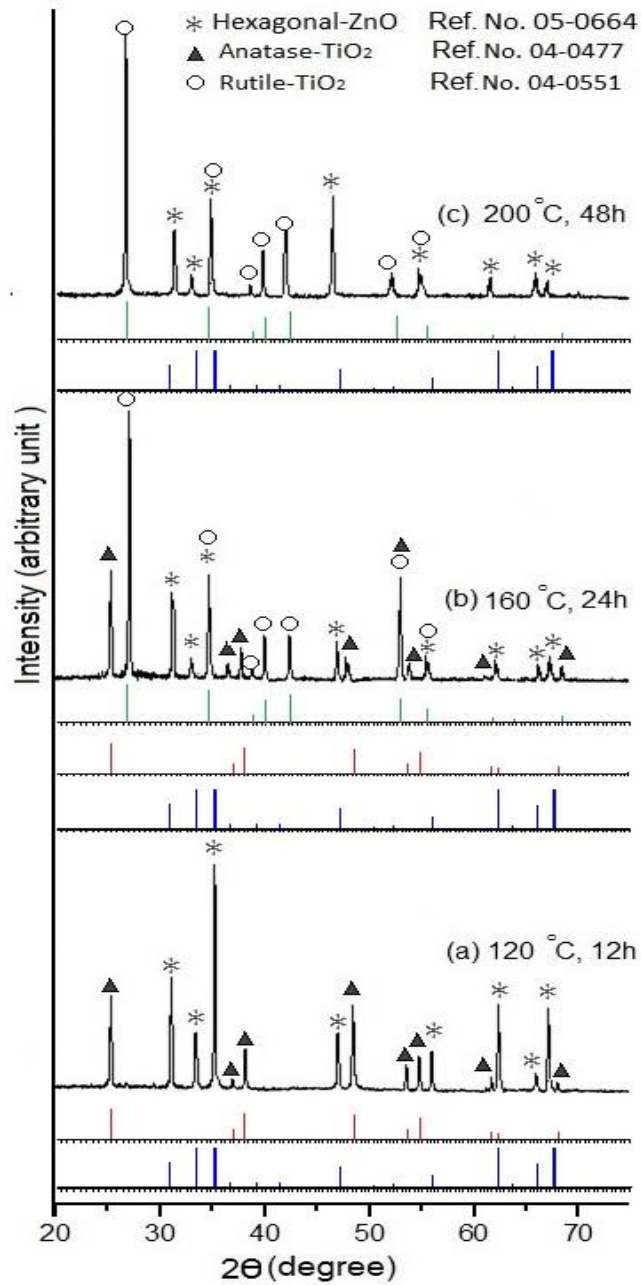 * Hexagonal-ZnO Ref. No. 05-0664
▲ Anatase-TiO2 Ref. No. 04-0477
○ Rutile-TiO2 Ref. No. 04-0551
(c) 200 °C, 48h
(b) 160 °C, 24h
(a) 120 °C, 12h
Intensity (arbitrary unit)
20 30 40 50 60 70
2Θ (degree)